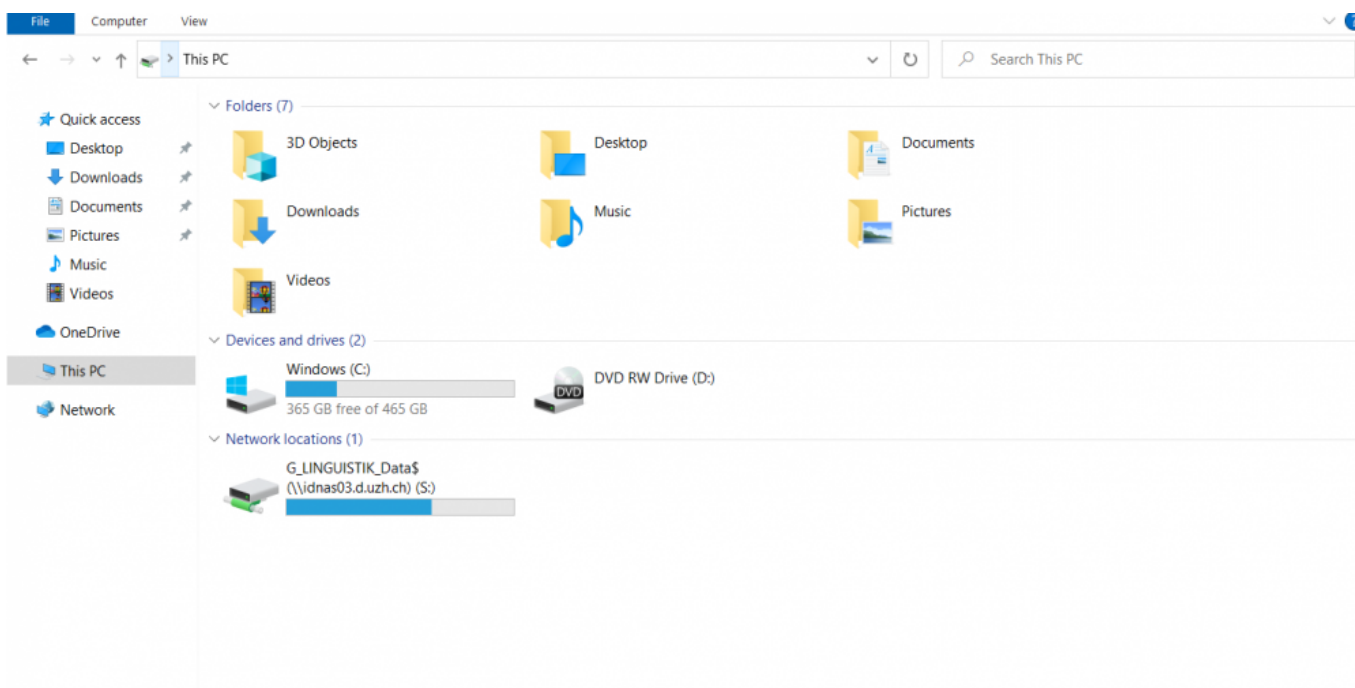 File Computer View
This PC
Search This PC
Quick access
Desktop
Downloads
Documents
Pictures
Music
Videos
OneDrive
This PC
Network
Folders (7)
3D Objects
Desktop
Documents
Downloads
Music
Pictures
Videos
Devices and drives (2)
Windows (C:)
365 GB free of 465 GB
DVD
DVD RW Drive (D:)
Network locations (1)
G_LINGUISTIK_Data$
(\\idnas03.d.uzh.ch) (S:)